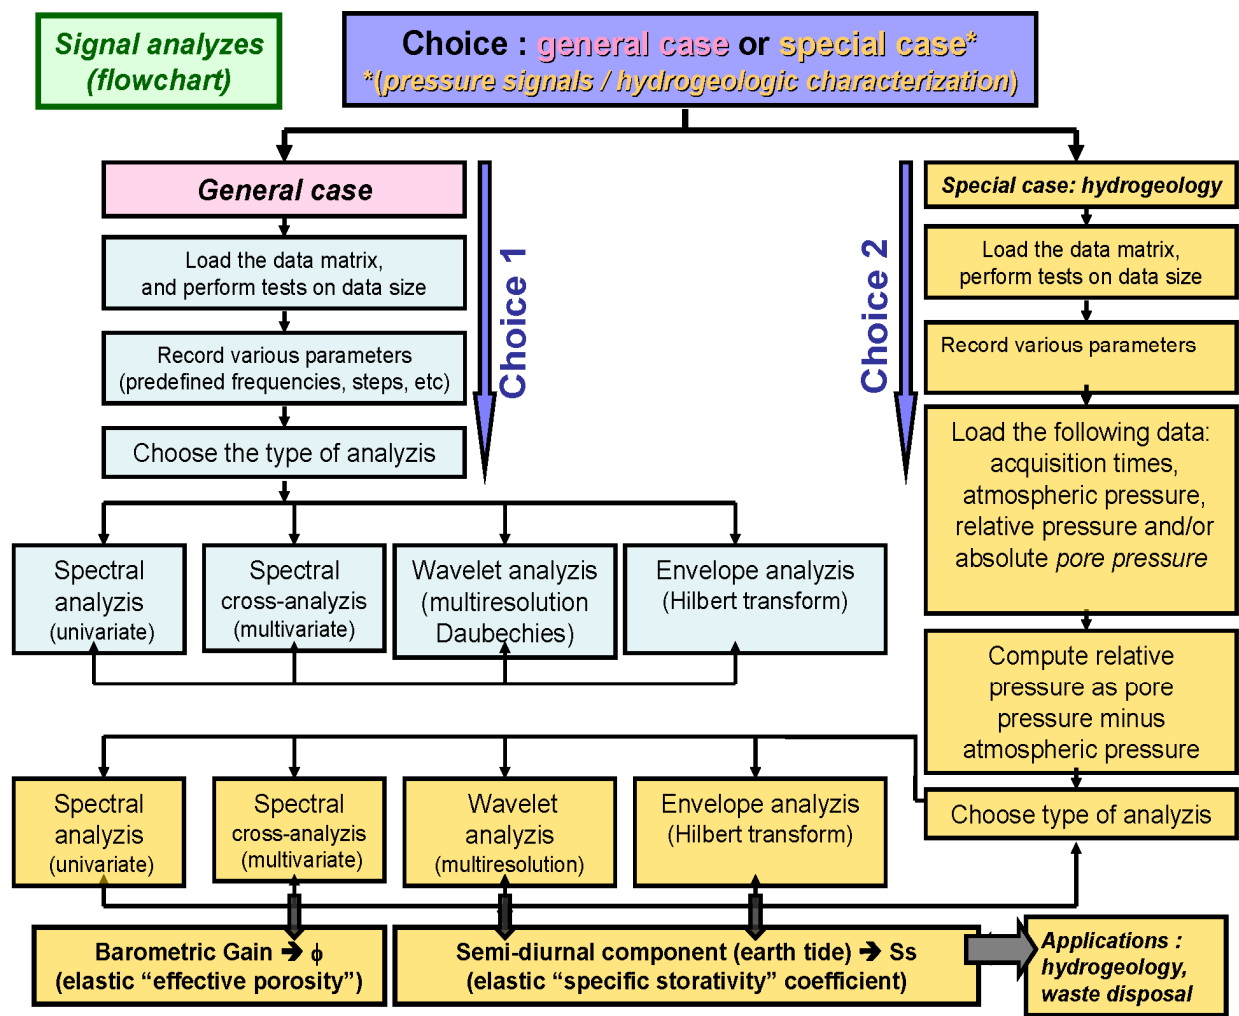 Signal analyzes
(flowchart)
Choice : general case or special case*
*(pressure signals / hydrogeologic characterization)
General case
Load the data matrix,
and perform tests on data size
Record various parameters
(predefined frequencies, steps, etc)
Choose the type of analyzis
Choice 1
Choice 2
Special case: hydrogeology
Load the data matrix,
perform tests on data size
Record various parameters
Load the following data:
acquisition times,
atmospheric pressure,
relative pressure and/or
absolute pore pressure
Compute relative
pressure as pore
pressure minus
atmospheric pressure
Choose type of analyzis
Spectral
analyzis
(univariate)
Spectral
cross-analyzis
(multivariate)
Wavelet analyzis
(multiresolution
Daubechies)
Envelope analyzis
(Hilbert transform)
Spectral
analyzis
(univariate)
Spectral
cross-analyzis
(multivariate)
Wavelet
analyzis
(multiresolution)
Envelope analyzis
(Hilbert transform)
Barometric Gain ➔ ϕ
(elastic “effective porosity”)
Semi-diurnal component (earth tide) ➔ Ss
(elastic “specific storativity” coefficient)
Applications :
hydrogeology,
waste disposal